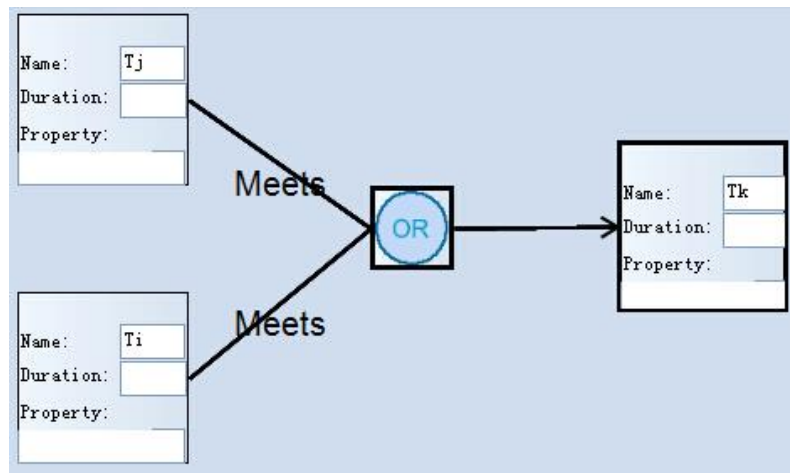 Name: Tj
Duration:
Property:
Meets
OR
Name: Tk
Duration:
Property:
Meets
Name: Ti
Duration:
Property: